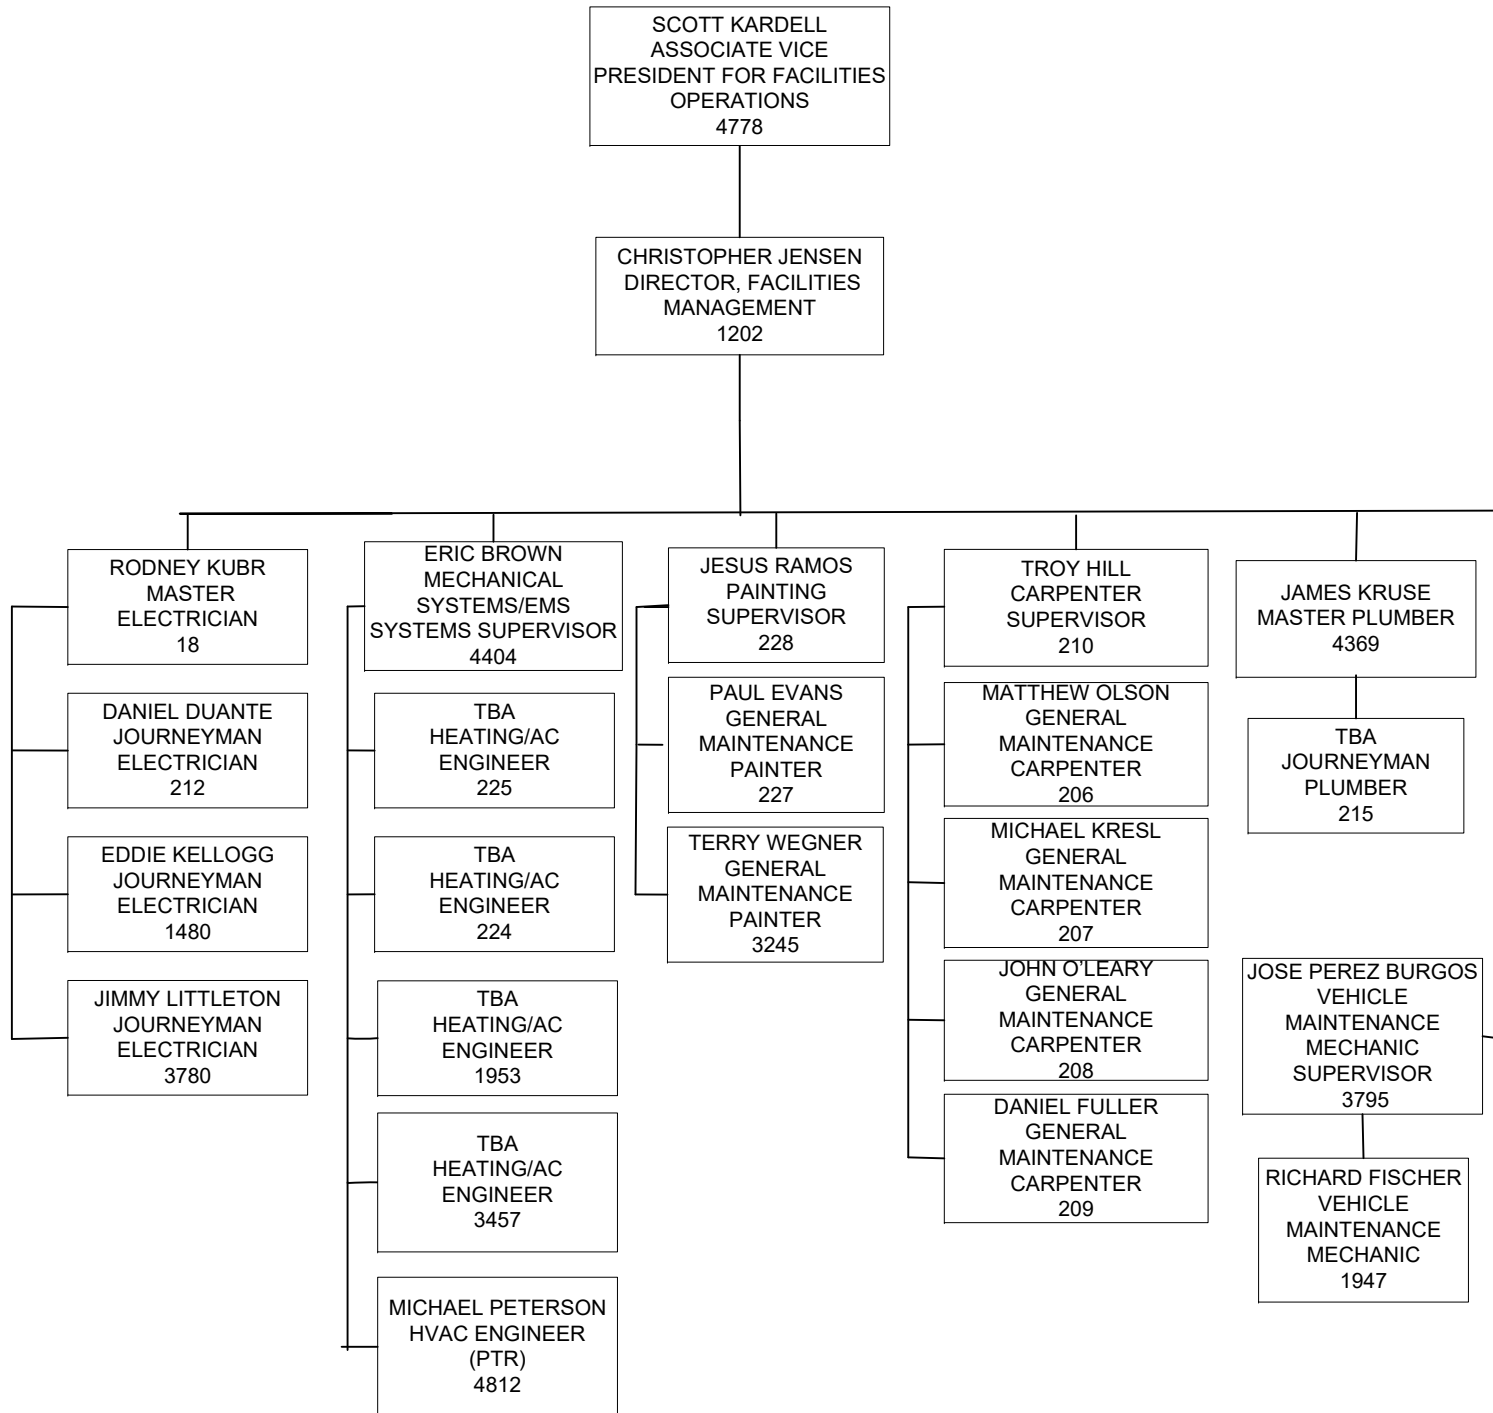 SCOTT KARDELL
ASSOCIATE VICE
PRESIDENT FOR FACILITIES
OPERATIONS
4778
CHRISTOPHER JENSEN
DIRECTOR, FACILITIES
MANAGEMENT
1202
RODNEY KUBR
MASTER
ELECTRICIAN
18
DANIEL DUANTE
JOURNEYMAN
ELECTRICIAN
212
EDDIE KELLOGG
JOURNEYMAN
ELECTRICIAN
1480
JIMMY LITTLETON
JOURNEYMAN
ELECTRICIAN
3780
ERIC BROWN
MECHANICAL
SYSTEMS/EMS
SYSTEMS SUPERVISOR
4404
TBA
HEATING/AC
ENGINEER
225
TBA
HEATING/AC
ENGINEER
224
TBA
HEATING/AC
ENGINEER
1953
TBA
HEATING/AC
ENGINEER
3457
MICHAEL PETERSON
HVAC ENGINEER
(PTR)
4812
JESUS RAMOS
PAINTING
SUPERVISOR
228
PAUL EVANS
GENERAL
MAINTENANCE
PAINTER
227
TERRY WEGNER
GENERAL
MAINTENANCE
PAINTER
3245
TROY HILL
CARPENTER
SUPERVISOR
210
MATTHEW OLSON
GENERAL
MAINTENANCE
CARPENTER
206
MICHAEL KRESL
GENERAL
MAINTENANCE
CARPENTER
207
JOHN O’LEARY
GENERAL
MAINTENANCE
CARPENTER
208
DANIEL FULLER
GENERAL
MAINTENANCE
CARPENTER
209
JAMES KRUSE
MASTER PLUMBER
4369
TBA
JOURNEYMAN
PLUMBER
215
JOSE PEREZ BURGOS
VEHICLE
MAINTENANCE
MECHANIC
SUPERVISOR
3795
RICHARD FISCHER
VEHICLE
MAINTENANCE
MECHANIC
1947